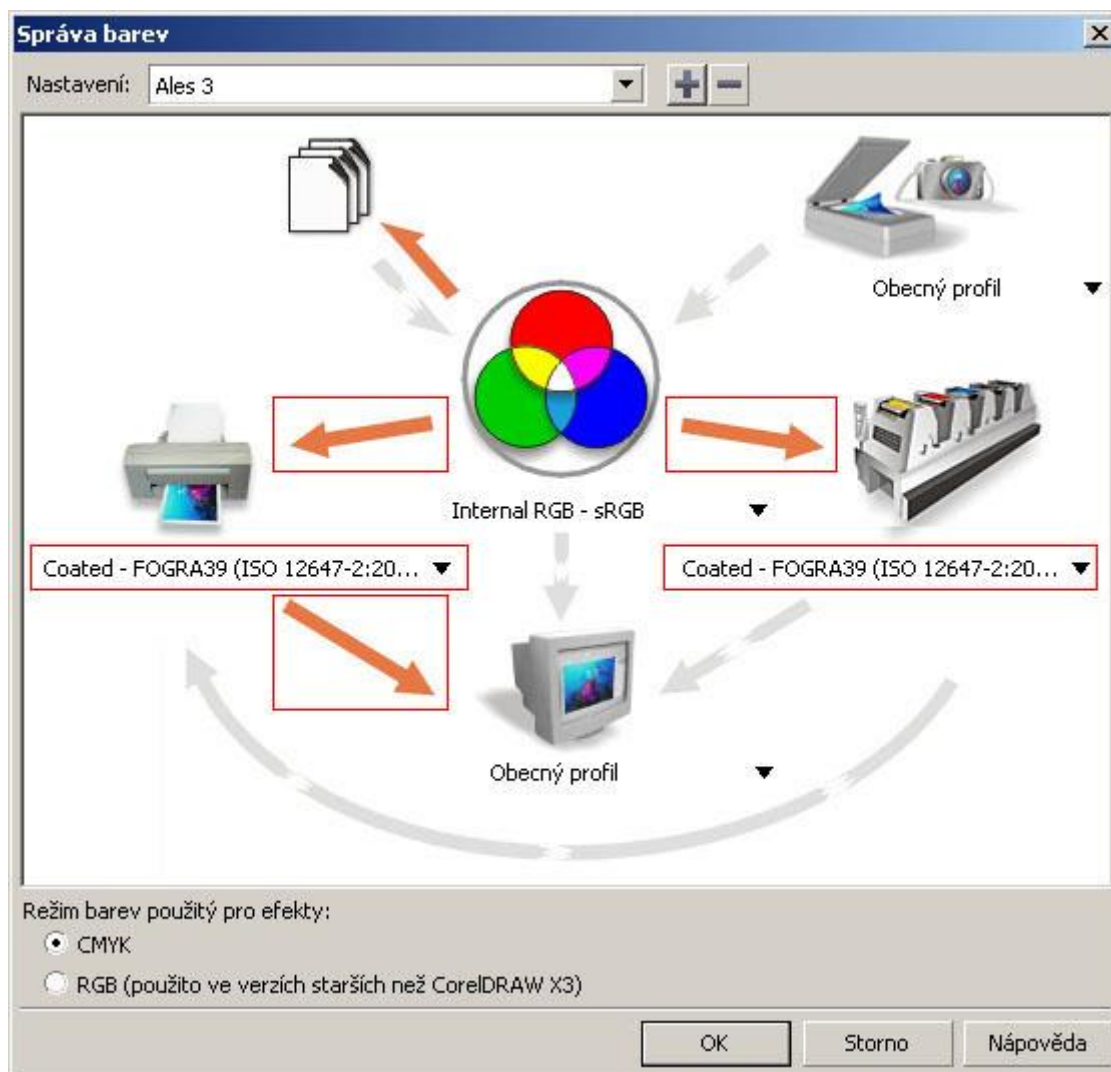 Správa barev
Nastavení: Ales 3
Obecný profil
Internal RGB - sRGB
Coated - FOGRA39 (ISO 12647-2:20...
Coated - FOGRA39 (ISO 12647-2:20...
Obecný profil
Režim barev použitý pro efekty:
CMYK
RGB (použito ve verzích starších než CorelDRAW X3)
OK Storno Nápověda